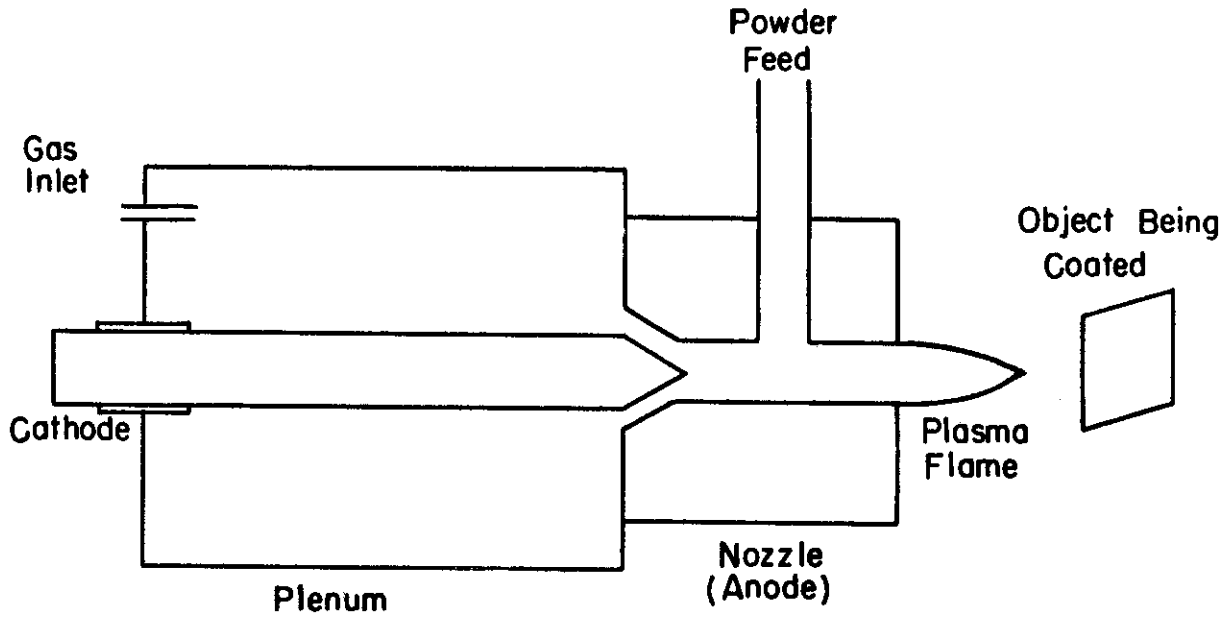 Powder
Feed
Gas
Inlet
Object Being
Coated
Cathode
Plasma
Flame
Nozzle
(Anode)
Plenum